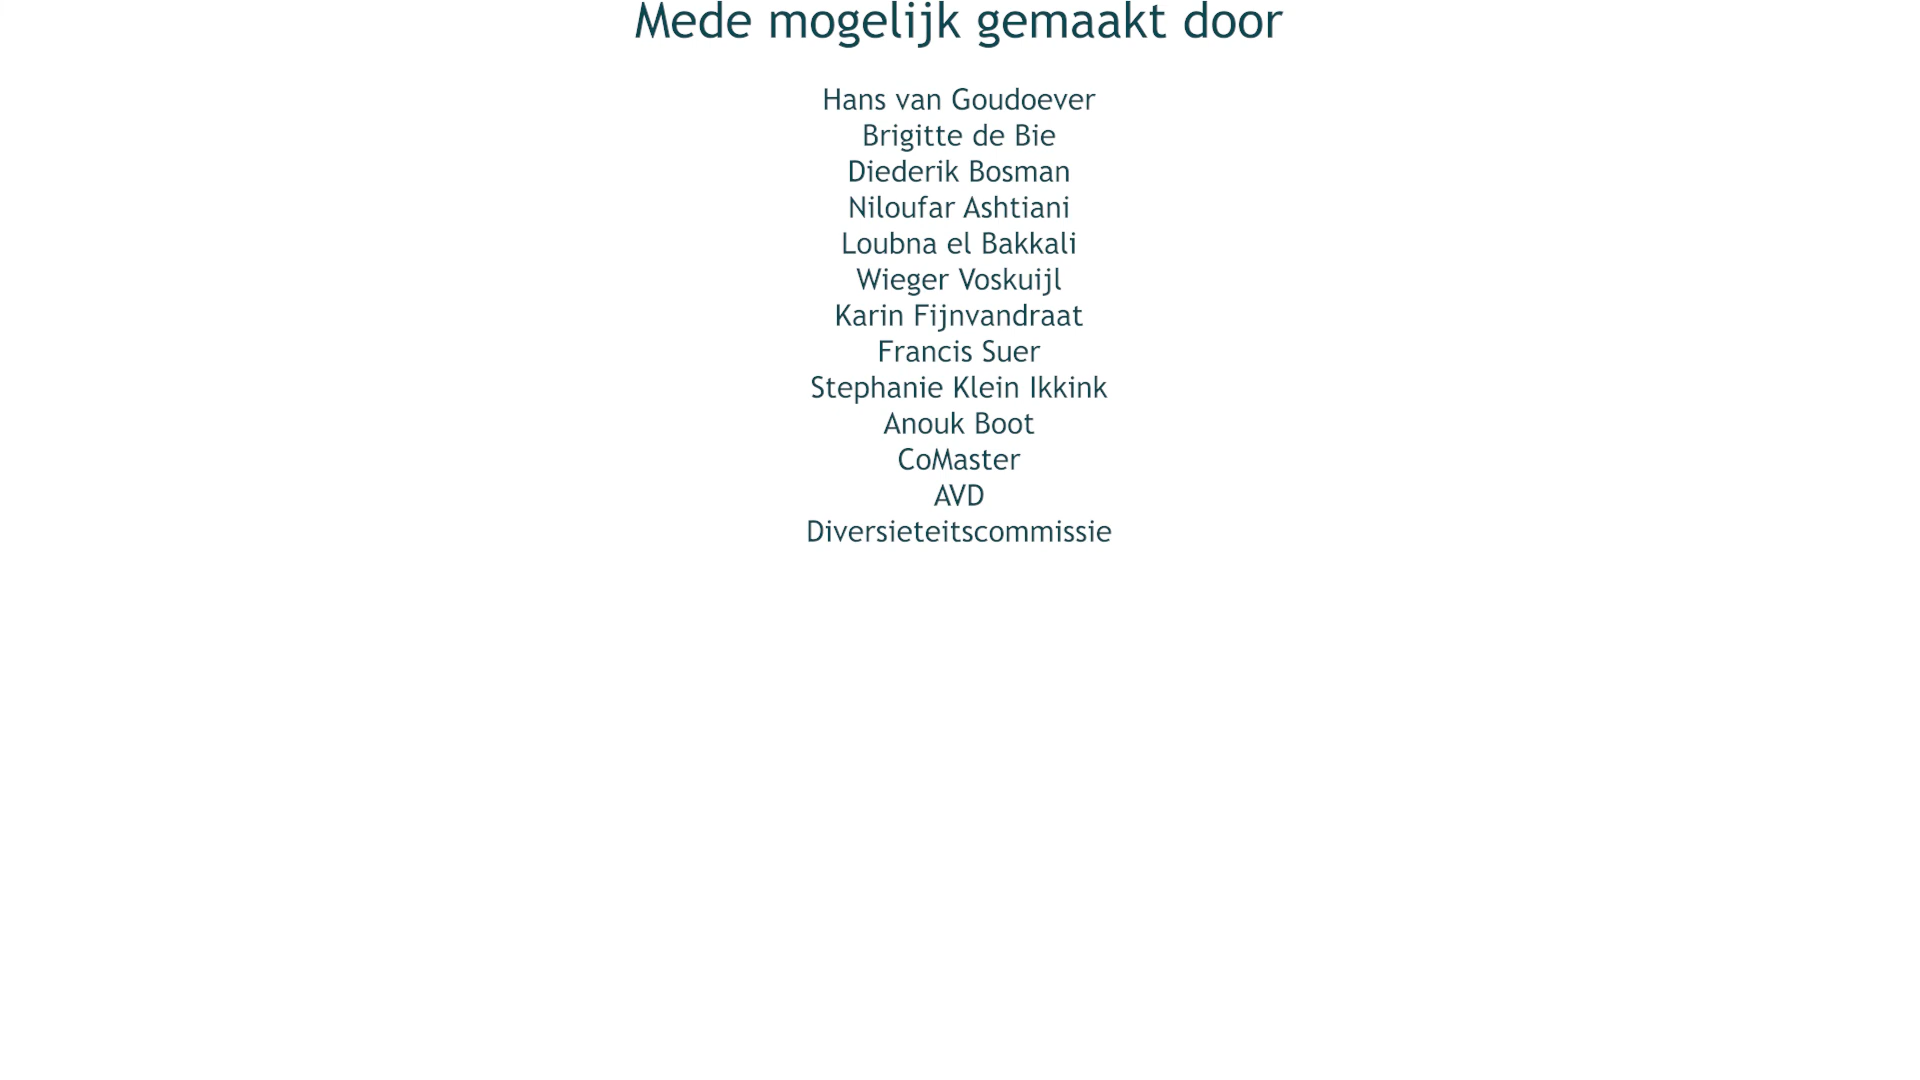 Mede mogelijk gemaakt door
Hans van Goudoever
Brigitte de Bie
Diederik Bosman
Niloufar Ashtiani
Loubna el Bakkali
Wieger Voskuijl
Karin Fijnvandraat
Francis Suer
Stephanie Klein Ikkink
Anouk Boot
CoMaster
AVD
Diversieteitscommissie